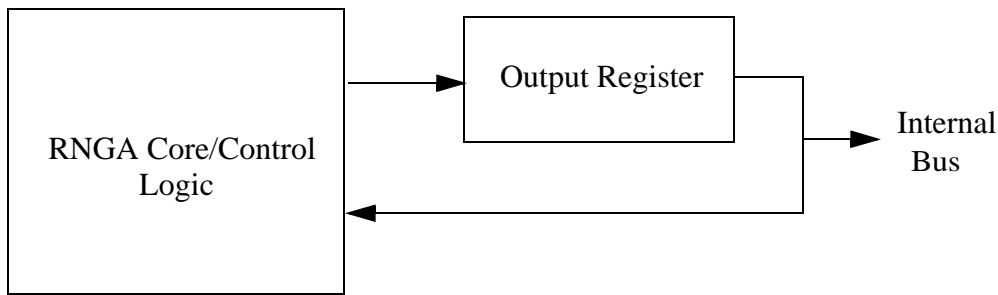 RNGA Core/Control
Logic
Output Register
Internal
Bus